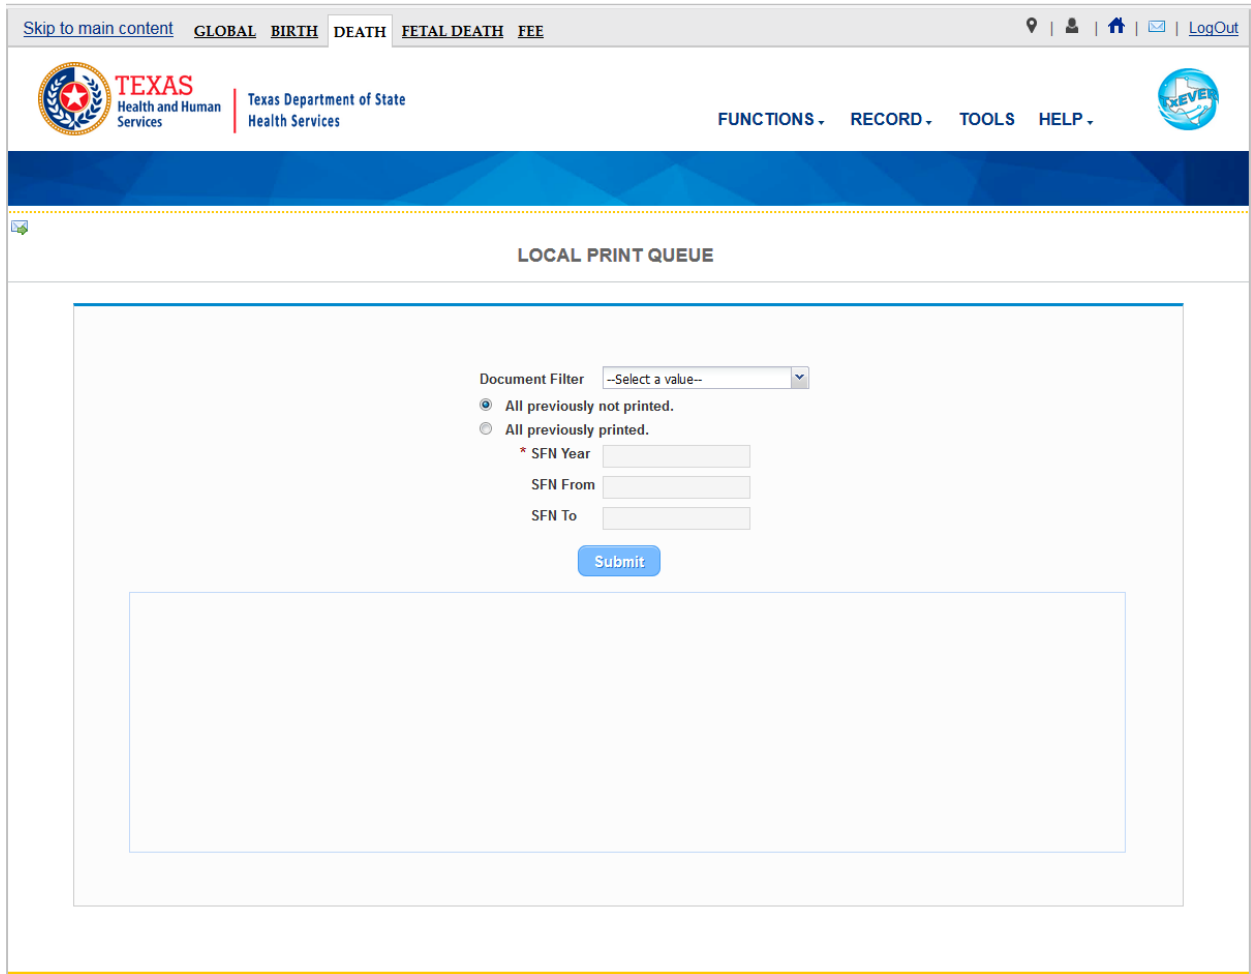 Skip to main content GLOBAL BIRTH DEATH FETAL DEATH FEE | | | | LogOut
TEXAS
Health and Human
Services
Texas Department of State
Health Services
FUNCTIONS RECORD TOOLS HELP
TxEVER
LOCAL PRINT QUEUE
Document Filter --Select a value--
All previously not printed.
All previously printed.
* SFN Year
SFN From
SFN To
Submit